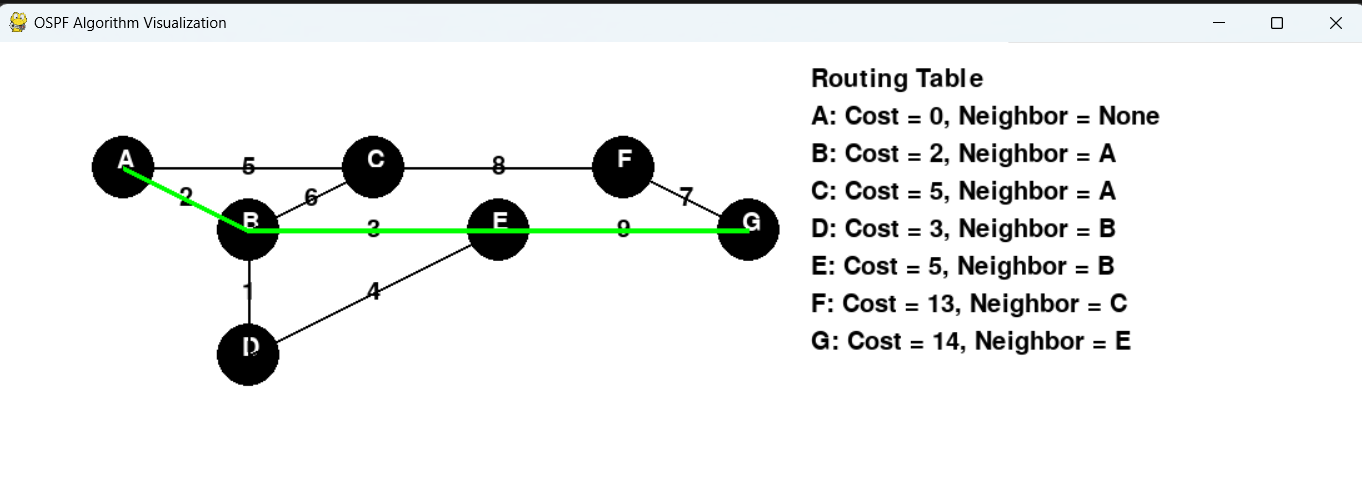 OSPF Algorithm Visualization
Routing Table
A: Cost = 0, Neighbor = None
B: Cost = 2, Neighbor = A
C: Cost = 5, Neighbor = A
D: Cost = 3, Neighbor = B
E: Cost = 5, Neighbor = B
F: Cost = 13, Neighbor = C
G: Cost = 14, Neighbor = E
A 5 C 8 F
2 6 7
B 3 E 9 G
1 4
D